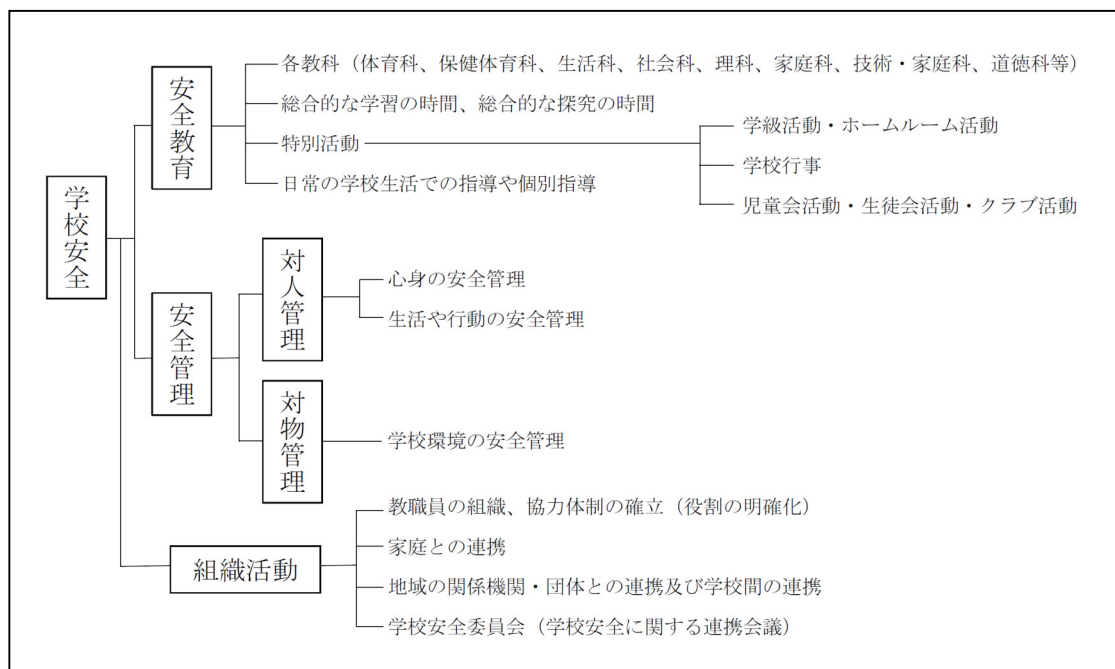 学校安全
安全教育
各教科（体育科、保健体育科、生活科、社会科、理科、家庭科、技術・家庭科、道徳科等）
総合的な学習の時間、総合的な探究の時間
特別活動
学級活動・ホームルーム活動
学校行事
児童会活動・生徒会活動・クラブ活動
日常の学校生活での指導や個別指導
安全管理
対人管理
心身の安全管理
生活や行動の安全管理
対物管理
学校環境の安全管理
組織活動
教職員の組織、協力体制の確立（役割の明確化）
家庭との連携
地域の関係機関・団体との連携及び学校間の連携
学校安全委員会（学校安全に関する連携会議）